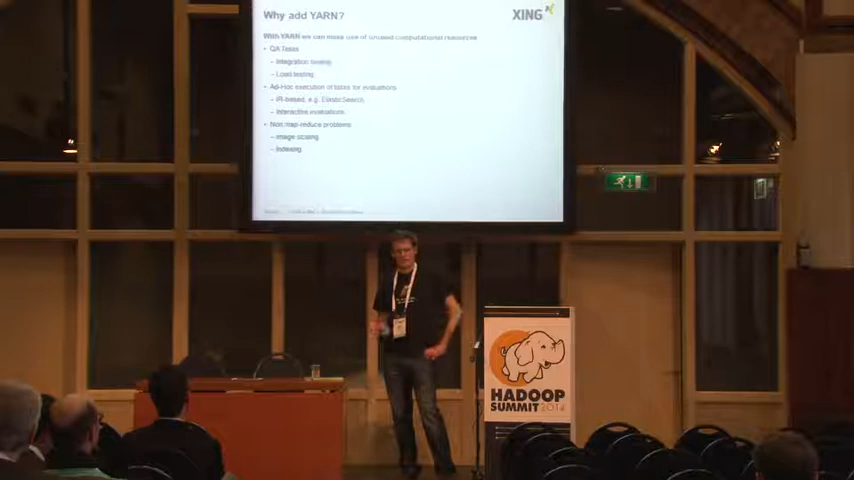 Why add YARN?
XING
With YARN we can make use of unused computational resources
• QA Tasks
– Integration testing
– Load testing
• Ad-Hoc execution of tasks for evaluations
– IR-based, e.g. ElasticSearch
– Interactive evaluations
• Non map-reduce problems
– Image scaling
– Indexing
HADOOP
SUMMIT 2014